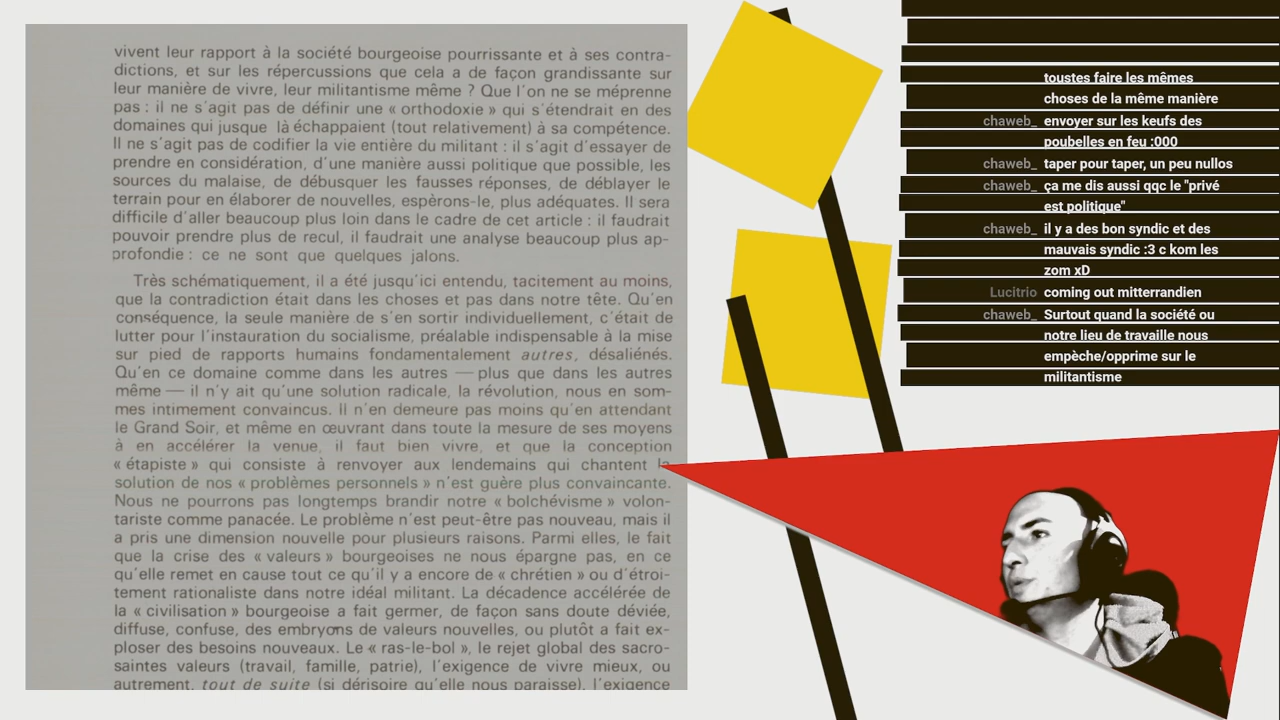 vivent leur rapport à la société bourgeoise pourrissante et à ses contra-
dictions, et sur les répercussions que cela a de façon grandissante sur
leur manière de vivre, leur militantisme même ? Que l'on ne se méprenne
pas : il ne s'agit pas de définir une « orthodoxie » qui s'étendrait en des
domaines qui jusque là échappaient (tout relativement) à sa compétence.
Il ne s'agit pas de codifier la vie entière du militant : il s'agit d'essayer de
prendre en considération, d'une manière aussi politique que possible, les
sources du malaise, de débusquer les fausses réponses, de déblayer le
terrain pour en élaborer de nouvelles, espèrons-le, plus adéquates. Il sera
difficile d'aller beaucoup plus loin dans le cadre de cet article : il faudrait
pouvoir prendre plus de recul, il faudrait une analyse beaucoup plus ap-
profondie : ce ne sont que quelques jalons.
Très schématiquement, il a été jusqu'ici entendu, tacitement au moins,
que la contradiction était dans les choses et pas dans notre tête. Qu'en
conséquence, la seule manière de s'en sortir individuellement, c'était de
lutter pour l'instauration du socialisme, préalable indispensable à la mise
sur pied de rapports humains fondamentalement autres, désaliénés.
Qu'en ce domaine comme dans les autres — plus que dans les autres
même — il n'y ait qu'une solution radicale, la révolution, nous en som-
mes intimement convaincus. Il n'en demeure pas moins qu'en attendant
le Grand Soir, et même en œuvrant dans toute la mesure de ses moyens
à en accélérer la venue, il faut bien vivre, et que la conception
« étapiste » qui consiste à renvoyer aux lendemains qui chantent la
solution de nos « problèmes personnels » n'est guère plus convaincante.
Nous ne pourrons pas longtemps brandir notre « bolchévisme » volon-
tariste comme panacée. Le problême n'est peut-être pas nouveau, mais il
a pris une dimension nouvelle pour plusieurs raisons. Parmi elles, le fait
que la crise des « valeurs » bourgeoises ne nous épargne pas, en ce
qu'elle remet en cause tout ce qu'il y a encore de « chrétien » ou d'étroi-
tement rationaliste dans notre idéal militant. La décadence accélérée de
la « civilisation » bourgeoise a fait germer, de façon sans doute déviée,
diffuse, confuse, des embryons de valeurs nouvelles, ou plutôt a fait ex-
ploser des besoins nouveaux. Le « ras-le-bol », le rejet global des sacro-
saintes valeurs (travail, famille, patrie), l'exigence de vivre mieux, ou
autrement, tout de suite (si dérisoire qu'elle nous paraisse), l'exigence
toustes faire les mêmes
choses de la même manière
chaweb_ envoyer sur les keufs des
poubelles en feu :000
chaweb_ taper pour taper, un peu nullos
chaweb_ ça me dis aussi qqc le "privé
est politique"
chaweb_ il y a des bon syndic et des
mauvais syndic :3 c kom les
zom xD
Lucitrio coming out mitterrandien
chaweb_ Surtout quand la société ou
notre lieu de travaille nous
empèche/opprime sur le
militantisme